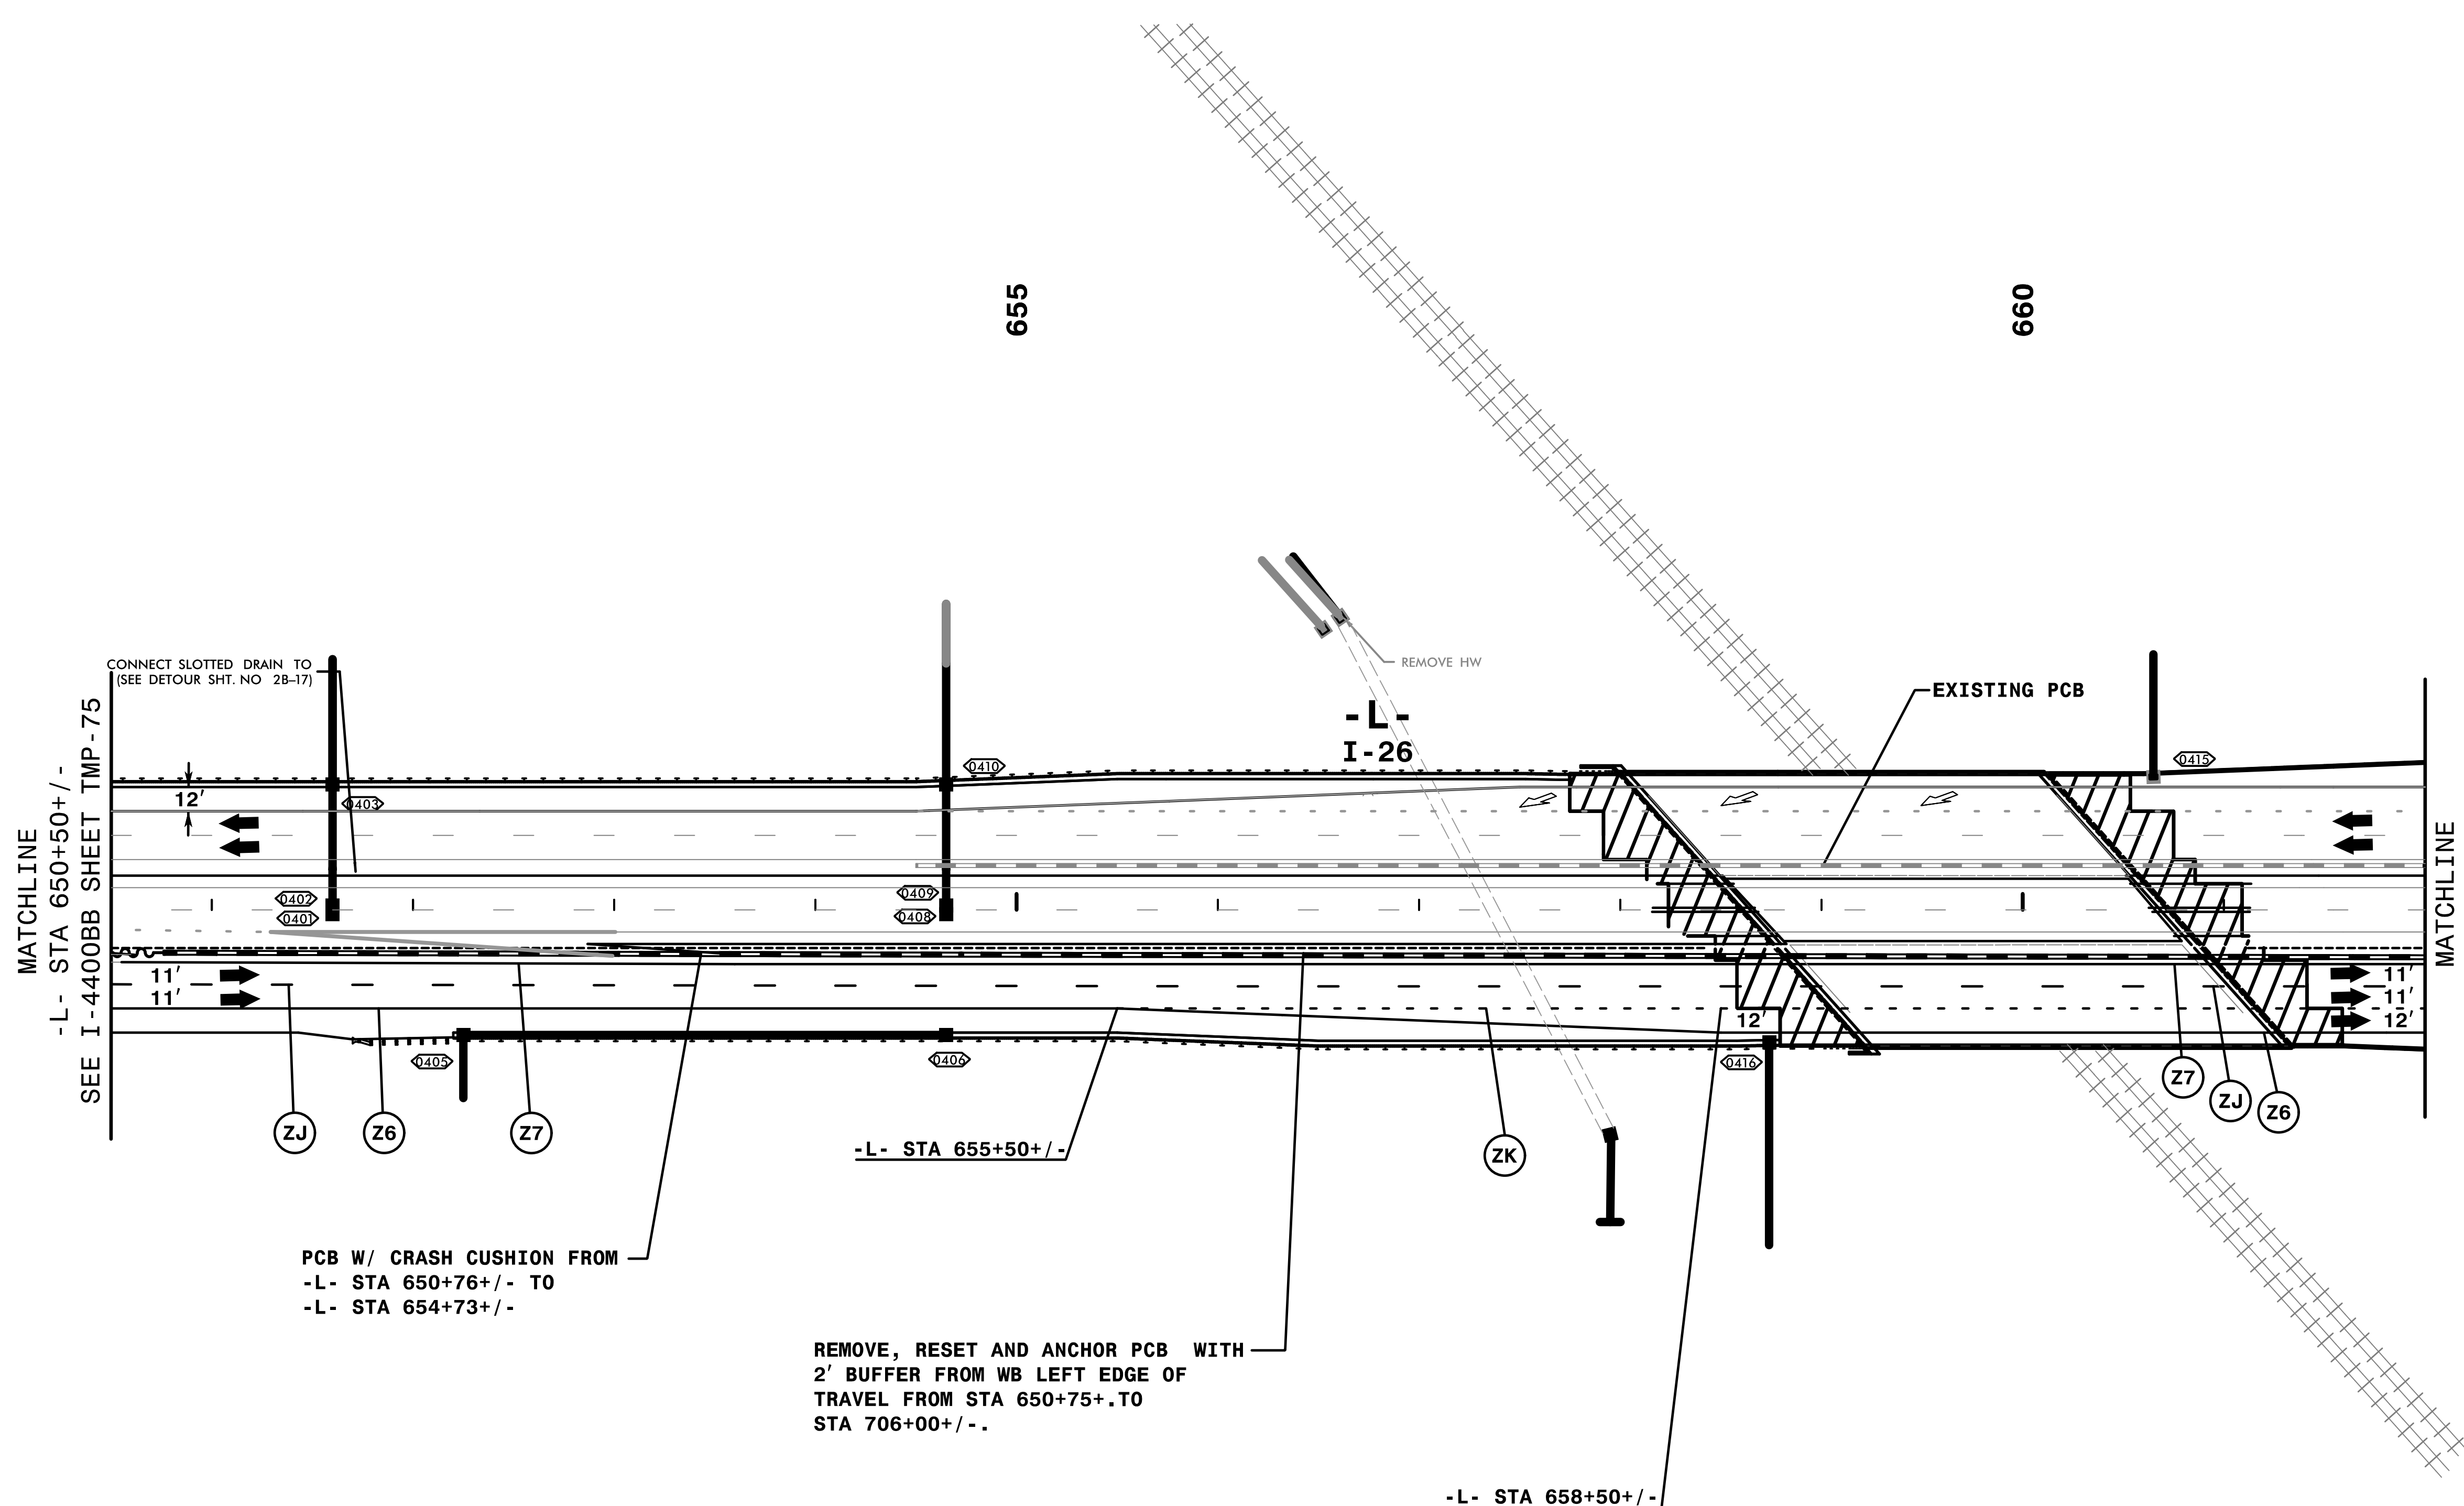 655
660
CONNECT SLOTTED DRAIN TO
(SEE DETOUR SHT. NO 2B–17)
REMOVE HW
EXISTING PCB
-L-
I-26
MATCHLINE
-L- STA 650+50+/-
SEE I-4400BB SHEET TMP-75
MATCHLINE
12'
0403
0410
0415
0402
0401
0409
0408
11'
11'
11'
11'
12'
12'
0405
0406
0416
ZJ
Z6
Z7
-L- STA 655+50+/-
ZK
Z7
ZJ
Z6
PCB W/ CRASH CUSHION FROM
-L- STA 650+76+/- TO
-L- STA 654+73+/-
REMOVE, RESET AND ANCHOR PCB WITH
2' BUFFER FROM WB LEFT EDGE OF
TRAVEL FROM STA 650+75+.TO
STA 706+00+/-.
-L- STA 658+50+/-